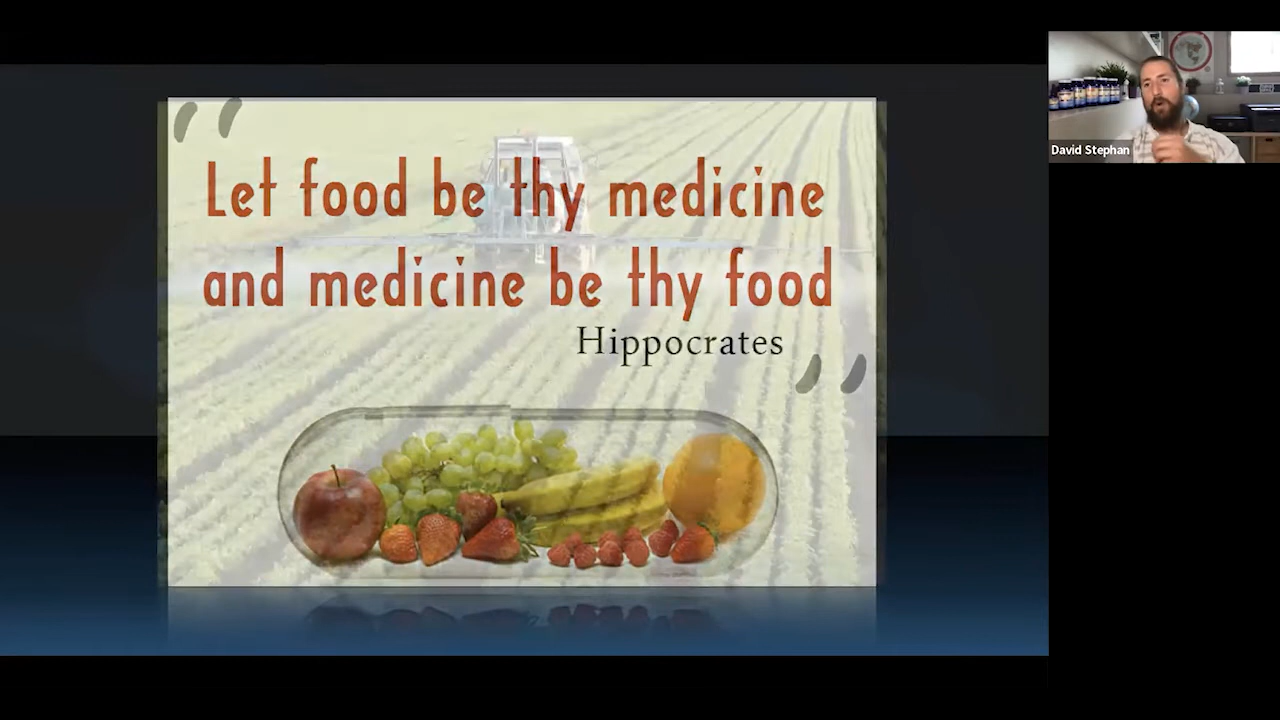 Let food be thy medicine
and medicine be thy food
Hippocrates
David Stephan